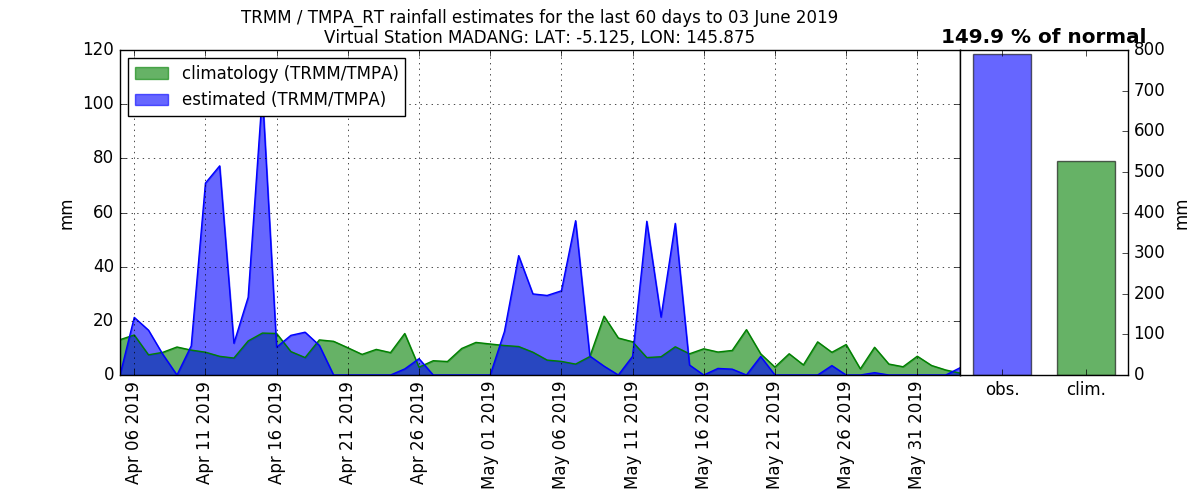 TRMM / TMPA_RT rainfall estimates for the last 60 days to 03 June 2019
Virtual Station MADANG: LAT: -5.125, LON: 145.875
149.9 % of normal
climatology (TRMM/TMPA)
estimated (TRMM/TMPA)
mm
120
100
80
60
40
20
0
Apr 06 2019
Apr 11 2019
Apr 16 2019
Apr 21 2019
Apr 26 2019
May 01 2019
May 06 2019
May 11 2019
May 16 2019
May 21 2019
May 26 2019
May 31 2019
800
700
600
500
400
300
200
100
0
mm
obs.
clim.